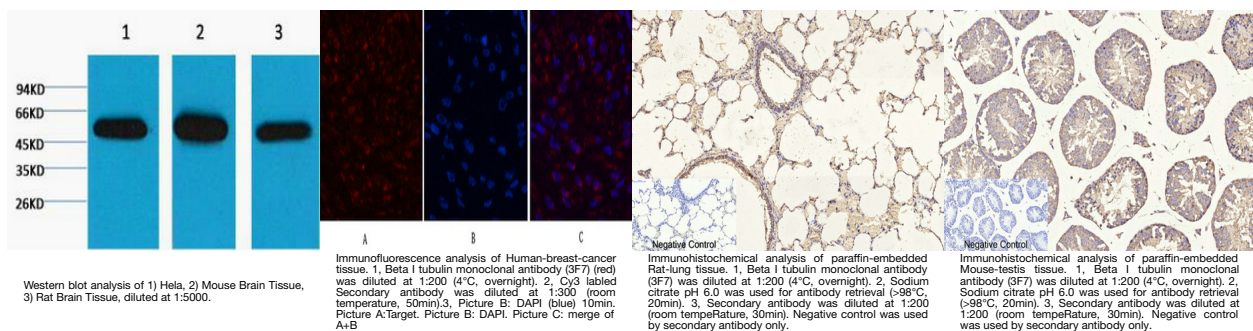 1 2 3
94KD
66KD
45KD
35KD
26KD
Western blot analysis of 1) Hela, 2) Mouse Brain Tissue,
3) Rat Brain Tissue, diluted at 1:5000.
A B C
Immunofluorescence analysis of Human-breast-cancer
tissue. 1, Beta I tubulin monoclonal antibody (3F7) (red)
was diluted at 1:200 (4°C, overnight). 2, Cy3 labled
Secondary antibody was diluted at 1:300 (room
temperature, 50min).3, Picture B: DAPI (blue) 10min.
Picture A:Target. Picture B: DAPI. Picture C: merge of
A+B
Negative Control
Immunohistochemical analysis of paraffin-embedded
Rat-lung tissue. 1, Beta I tubulin monoclonal antibody
(3F7) was diluted at 1:200 (4°C, overnight). 2, Sodium
citrate pH 6.0 was used for antibody retrieval (>98°C,
20min). 3, Secondary antibody was diluted at 1:200
(room tempeRature, 30min). Negative control was used
by secondary antibody only.
Negative Control
Immunohistochemical analysis of paraffin-embedded
Mouse-testis tissue. 1, Beta I tubulin monoclonal
antibody (3F7) was diluted at 1:200 (4°C, overnight). 2,
Sodium citrate pH 6.0 was used for antibody retrieval
(>98°C, 20min). 3, Secondary antibody was diluted at
1:200 (room tempeRature, 30min). Negative control
was used by secondary antibody only.